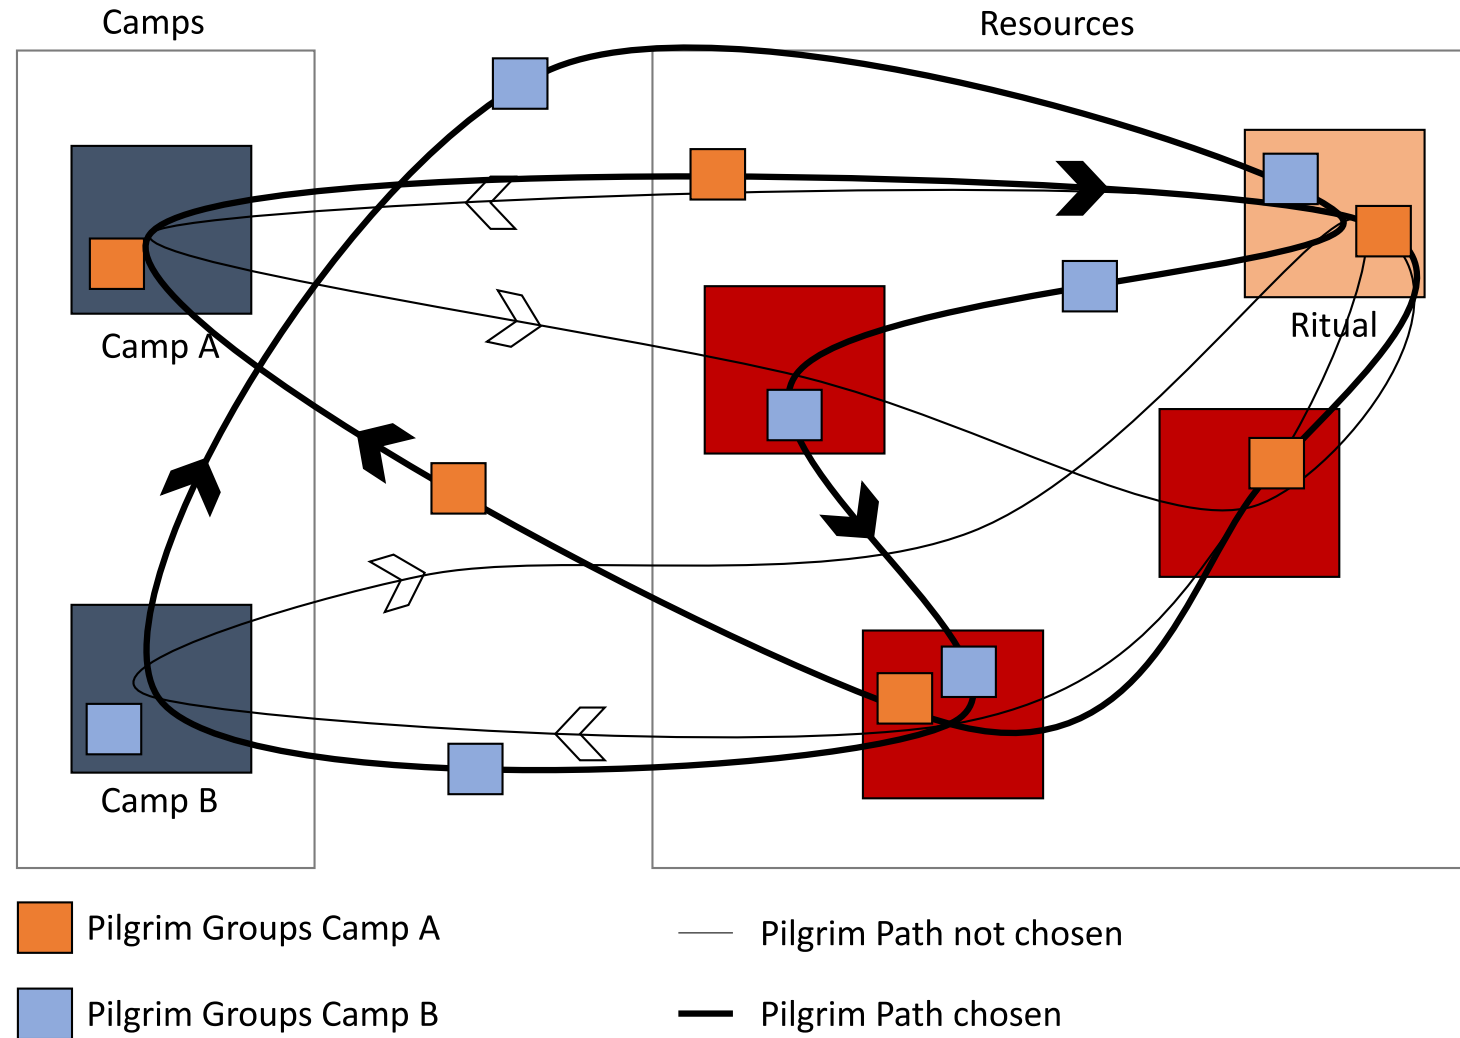 Camps
Resources
Camp A
Ritual
Camp B
Pilgrim Groups Camp A
Pilgrim Path not chosen
Pilgrim Groups Camp B
Pilgrim Path chosen